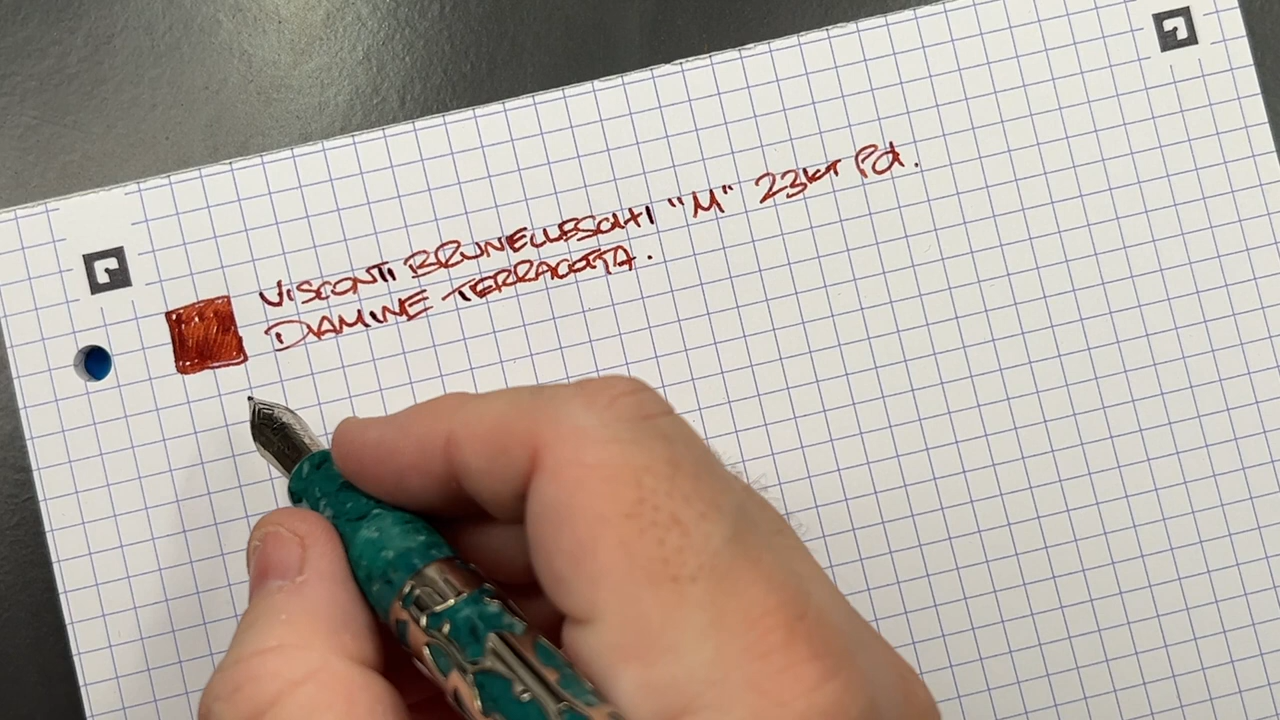 VISCONTI BRUNELLESCHI "M" 23kt Pd.
DIAMINE TERRACOTTA.